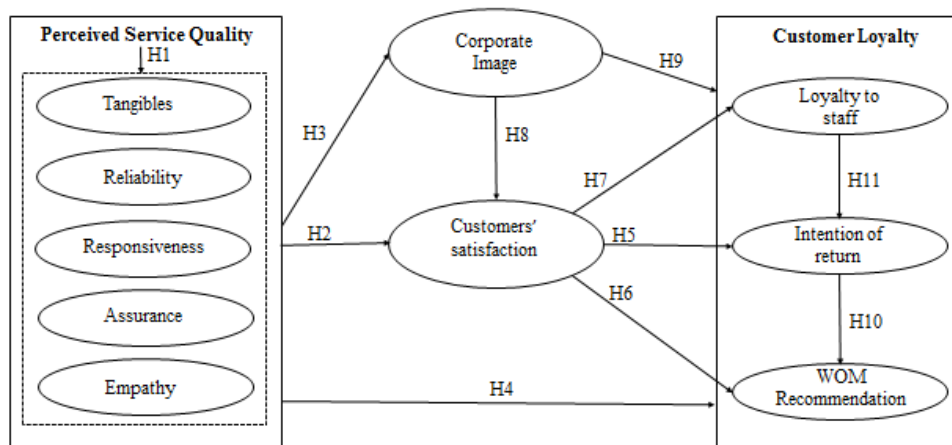 Perceived Service Quality
H1
Tangibles
Reliability
Responsiveness
Assurance
Empathy
H3
H2
H4
Corporate
Image
H8
Customers'
satisfaction
H9
H7
H5
H6
Customer Loyalty
Loyalty to
staff
H11
Intention of
return
H10
WOM
Recommendation